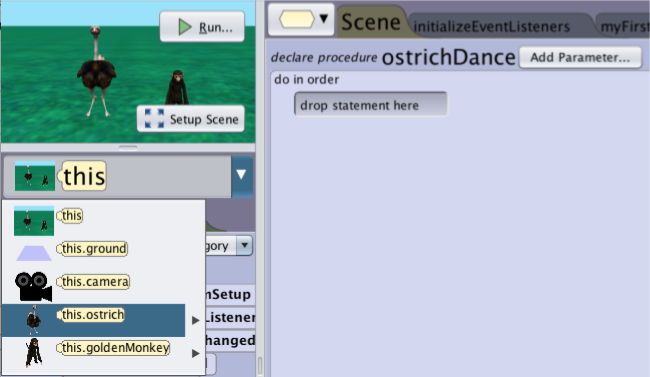 Run...
Setup Scene
this
this
this.ground
this.camera
this.ostrich
this.goldenMonkey
gory
Setup
Listener
hanged
Scene
initializeEventListeners
myFirst
declare procedure ostrichDance Add Parameter...
do in order
drop statement here